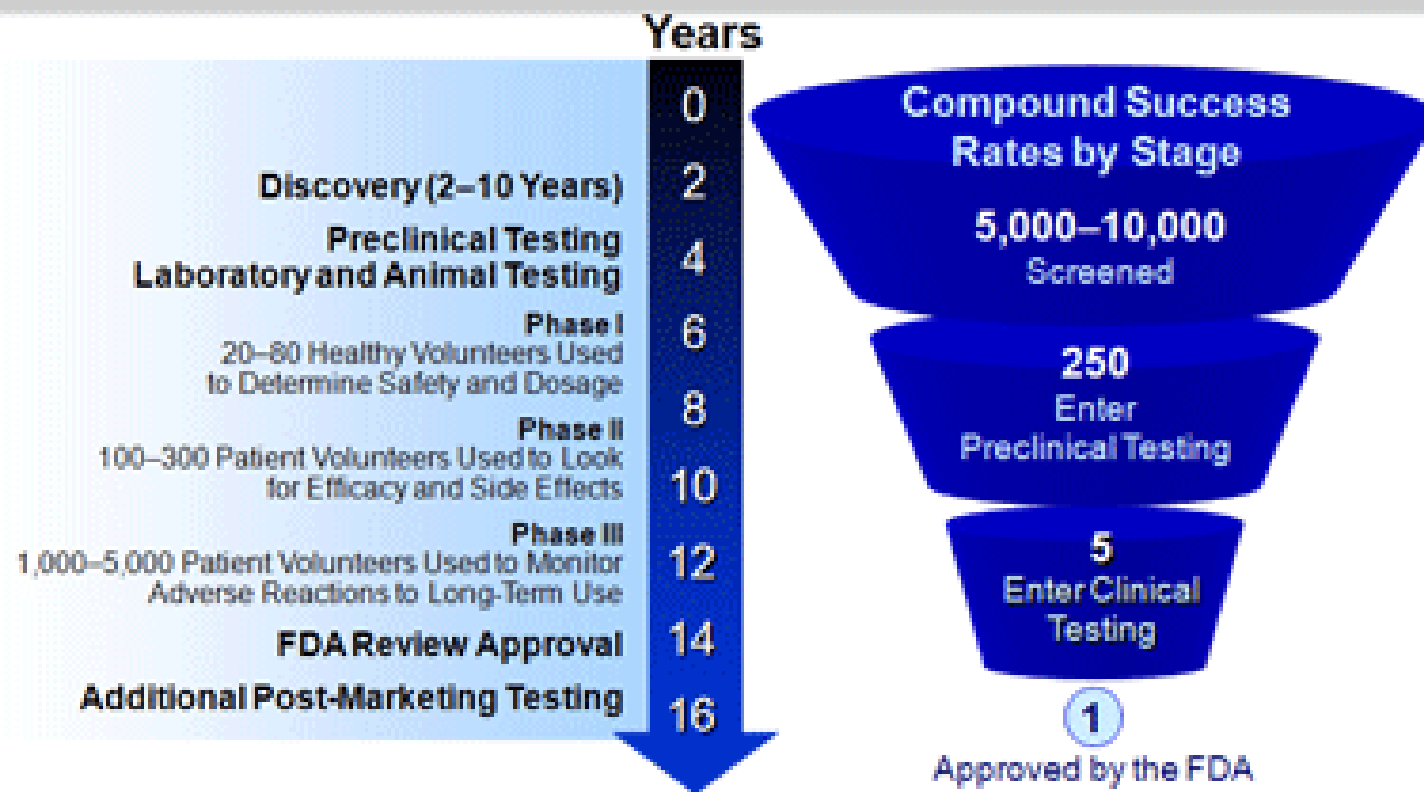 Years
0
2
4
6
8
10
12
14
16
Discovery (2–10 Years)
Preclinical Testing
Laboratory and Animal Testing
Phase I
20–80 Healthy Volunteers Used
to Determine Safety and Dosage
Phase II
100–300 Patient Volunteers Used to Look
for Efficacy and Side Effects
Phase III
1,000–5,000 Patient Volunteers Used to Monitor
Adverse Reactions to Long-Term Use
FDA Review Approval
Additional Post-Marketing Testing
Compound Success
Rates by Stage
5,000–10,000
Screened
250
Enter
Preclinical Testing
5
Enter Clinical
Testing
1
Approved by the FDA